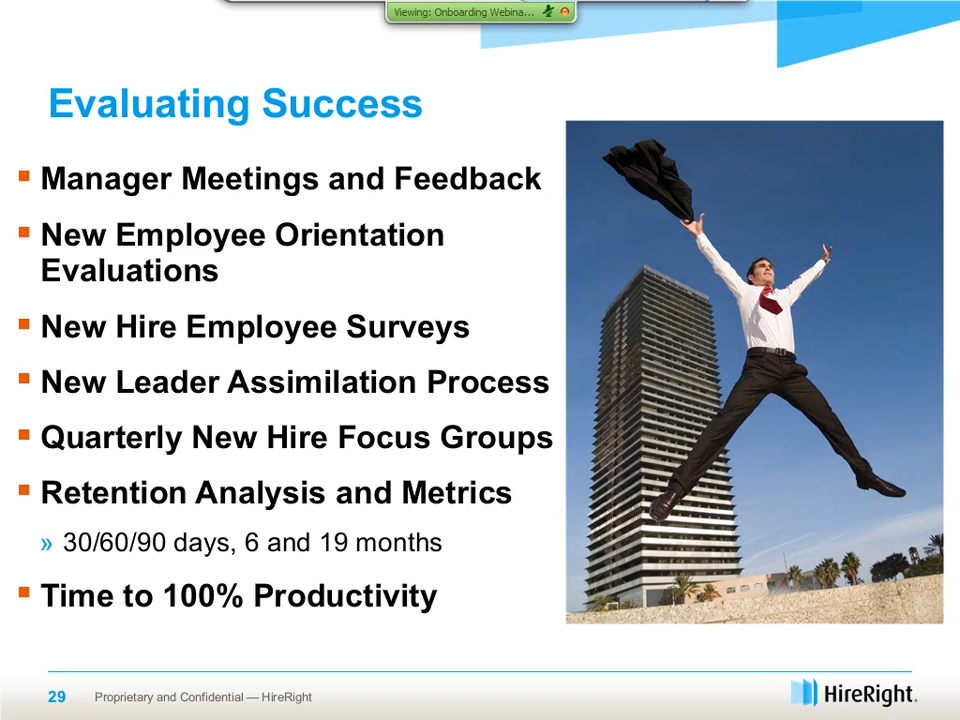 Viewing: Onboarding Webina...
Evaluating Success
Manager Meetings and Feedback
New Employee Orientation
Evaluations
New Hire Employee Surveys
New Leader Assimilation Process
Quarterly New Hire Focus Groups
Retention Analysis and Metrics
» 30/60/90 days, 6 and 19 months
Time to 100% Productivity
29 Proprietary and Confidential — HireRight
HireRight